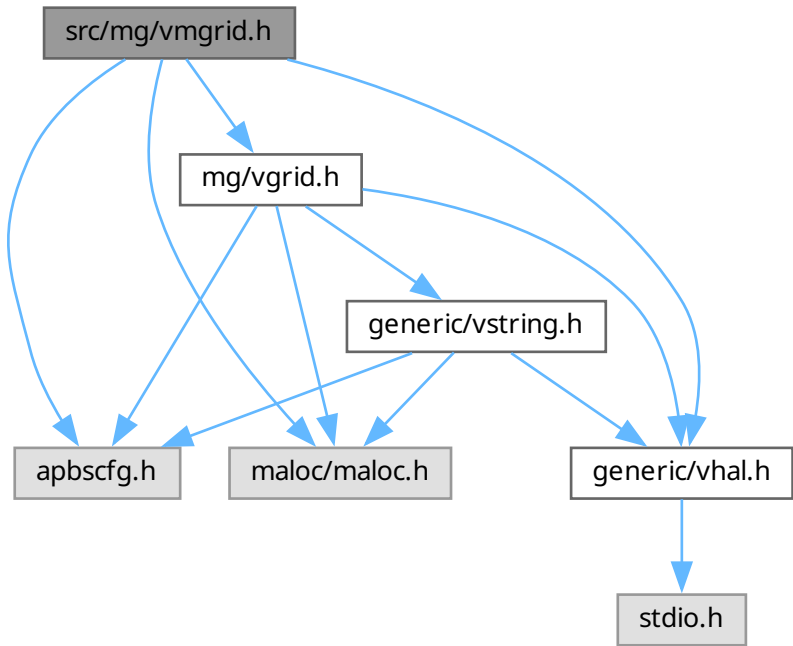 src/mg/vmgrid.h
mg/vgrid.h
generic/vstring.h
apbscfg.h
maloc/maloc.h
generic/vhal.h
stdio.h